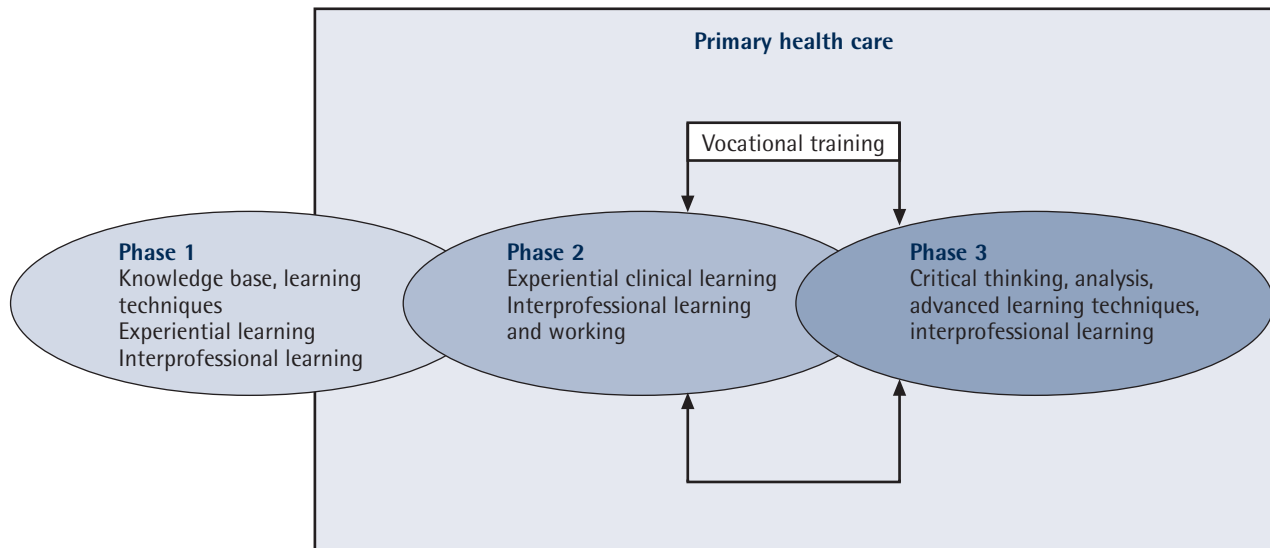 Primary health care
Vocational training
Phase 1
Knowledge base, learning
techniques
Experiential learning
Interprofessional learning
Phase 2
Experiential clinical learning
Interprofessional learning
and working
Phase 3
Critical thinking, analysis,
advanced learning techniques,
interprofessional learning